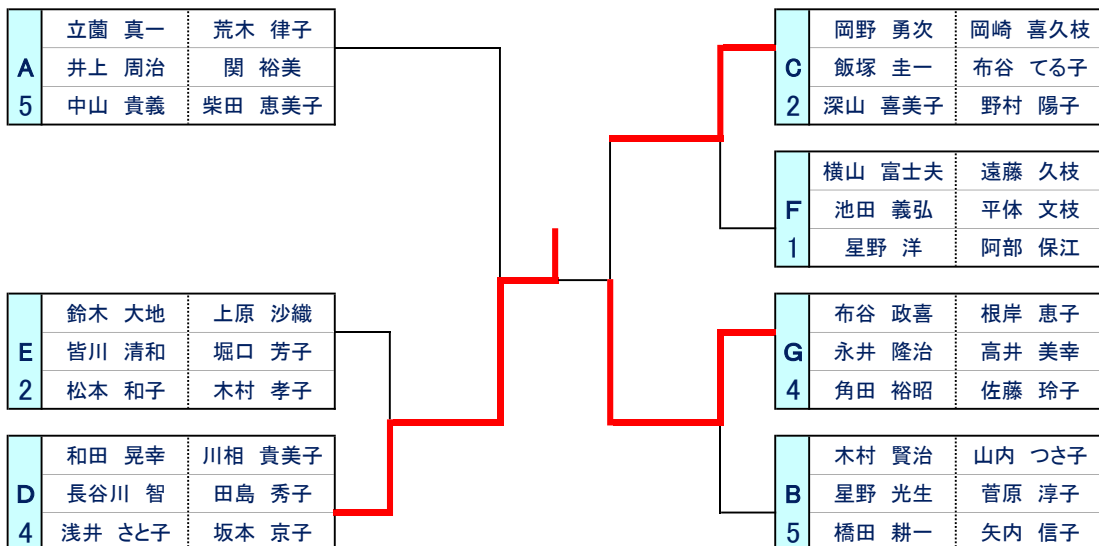 立薗 真一 荒木 律子
A 井上 周治 関 裕美
5 中山 貴義 柴田 恵美子
鈴木 大地 上原 沙織
E 皆川 清和 堀口 芳子
2 松本 和子 木村 孝子
和田 晃幸 川相 貴美子
D 長谷川 智 田島 秀子
4 浅井 さと子 坂本 京子
岡野 勇次 岡崎 喜久枝
C 飯塚 圭一 布谷 てる子
2 深山 喜美子 野村 陽子
横山 富士夫 遠藤 久枝
F 池田 義弘 平体 文枝
1 星野 洋 阿部 保江
布谷 政喜 根岸 恵子
G 永井 隆治 高井 美幸
4 角田 裕昭 佐藤 玲子
木村 賢治 山内 つさ子
B 星野 光生 菅原 淳子
5 橋田 耕一 矢内 信子